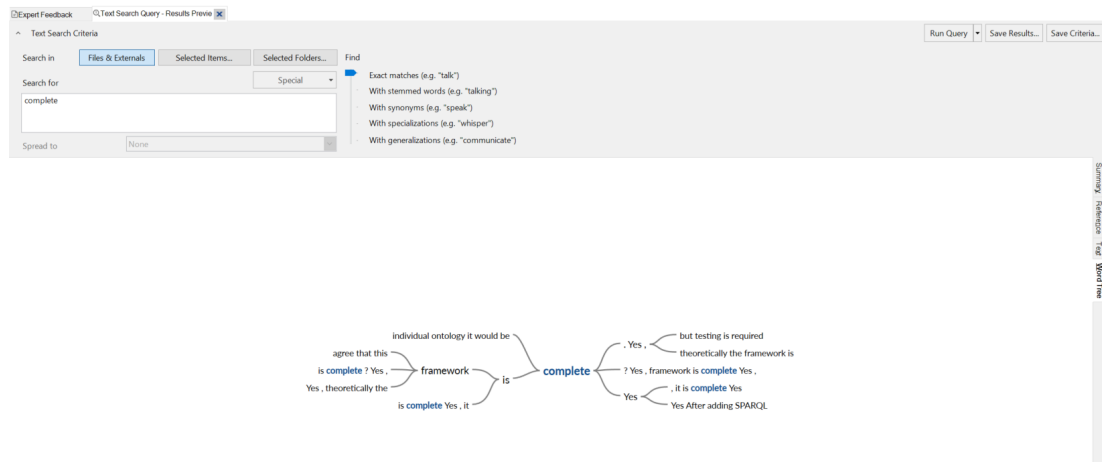 Expert Feedback
Text Search Query - Results Previe
Text Search Criteria
Run Query
Save Results...
Save Criteria...
Search in
Files & Externals
Selected Items...
Selected Folders...
Find
Search for
Special
Exact matches (e.g. "talk")
complete
With stemmed words (e.g. "talking")
With synonyms (e.g. "speak")
With specializations (e.g. "whisper")
Spread to
None
With generalizations (e.g. "communicate")
Summary
Reference
Text
Word Tree
individual ontology it would be
agree that this
is complete ? Yes ,
Yes , theoretically the
framework
is complete Yes , it
is
complete
. Yes ,
but testing is required
theoretically the framework is
? Yes , framework is complete Yes ,
Yes
, it is complete Yes
Yes After adding SPARQL